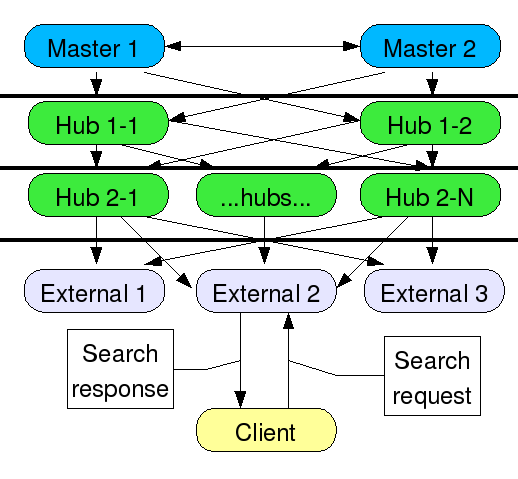 Master 1
Master 2
Hub 1-1
Hub 1-2
Hub 2-1
...hubs...
Hub 2-N
External 1
External 2
External 3
Search
response
Search
request
Client